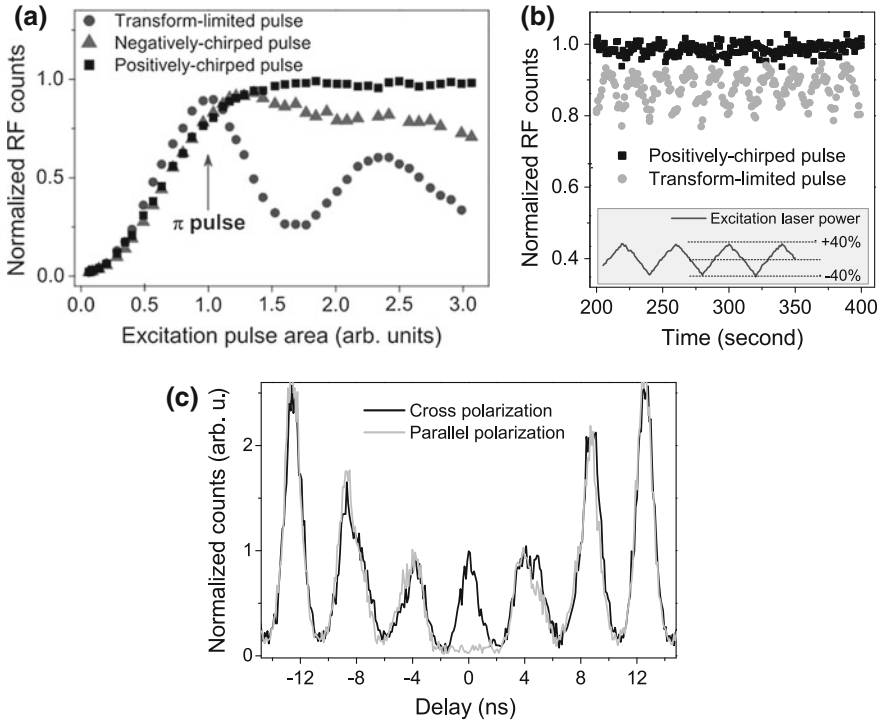 (a)
Transform-limited pulse
Negatively-chirped pulse
Positively-chirped pulse
Normalized RF counts
1.0
0.5
0.0
π pulse
0.0 0.5 1.0 1.5 2.0 2.5 3.0
Excitation pulse area (arb. units)
(b)
Normalized RF counts
1.0
0.8
0.6
0.4
Positively-chirped pulse
Transform-limited pulse
Excitation laser power
+40%
-40%
200 250 300 350 400
Time (second)
(c)
Cross polarization
Parallel polarization
Normalized counts (arb. u.)
2
1
0
-12 -8 -4 0 4 8 12
Delay (ns)